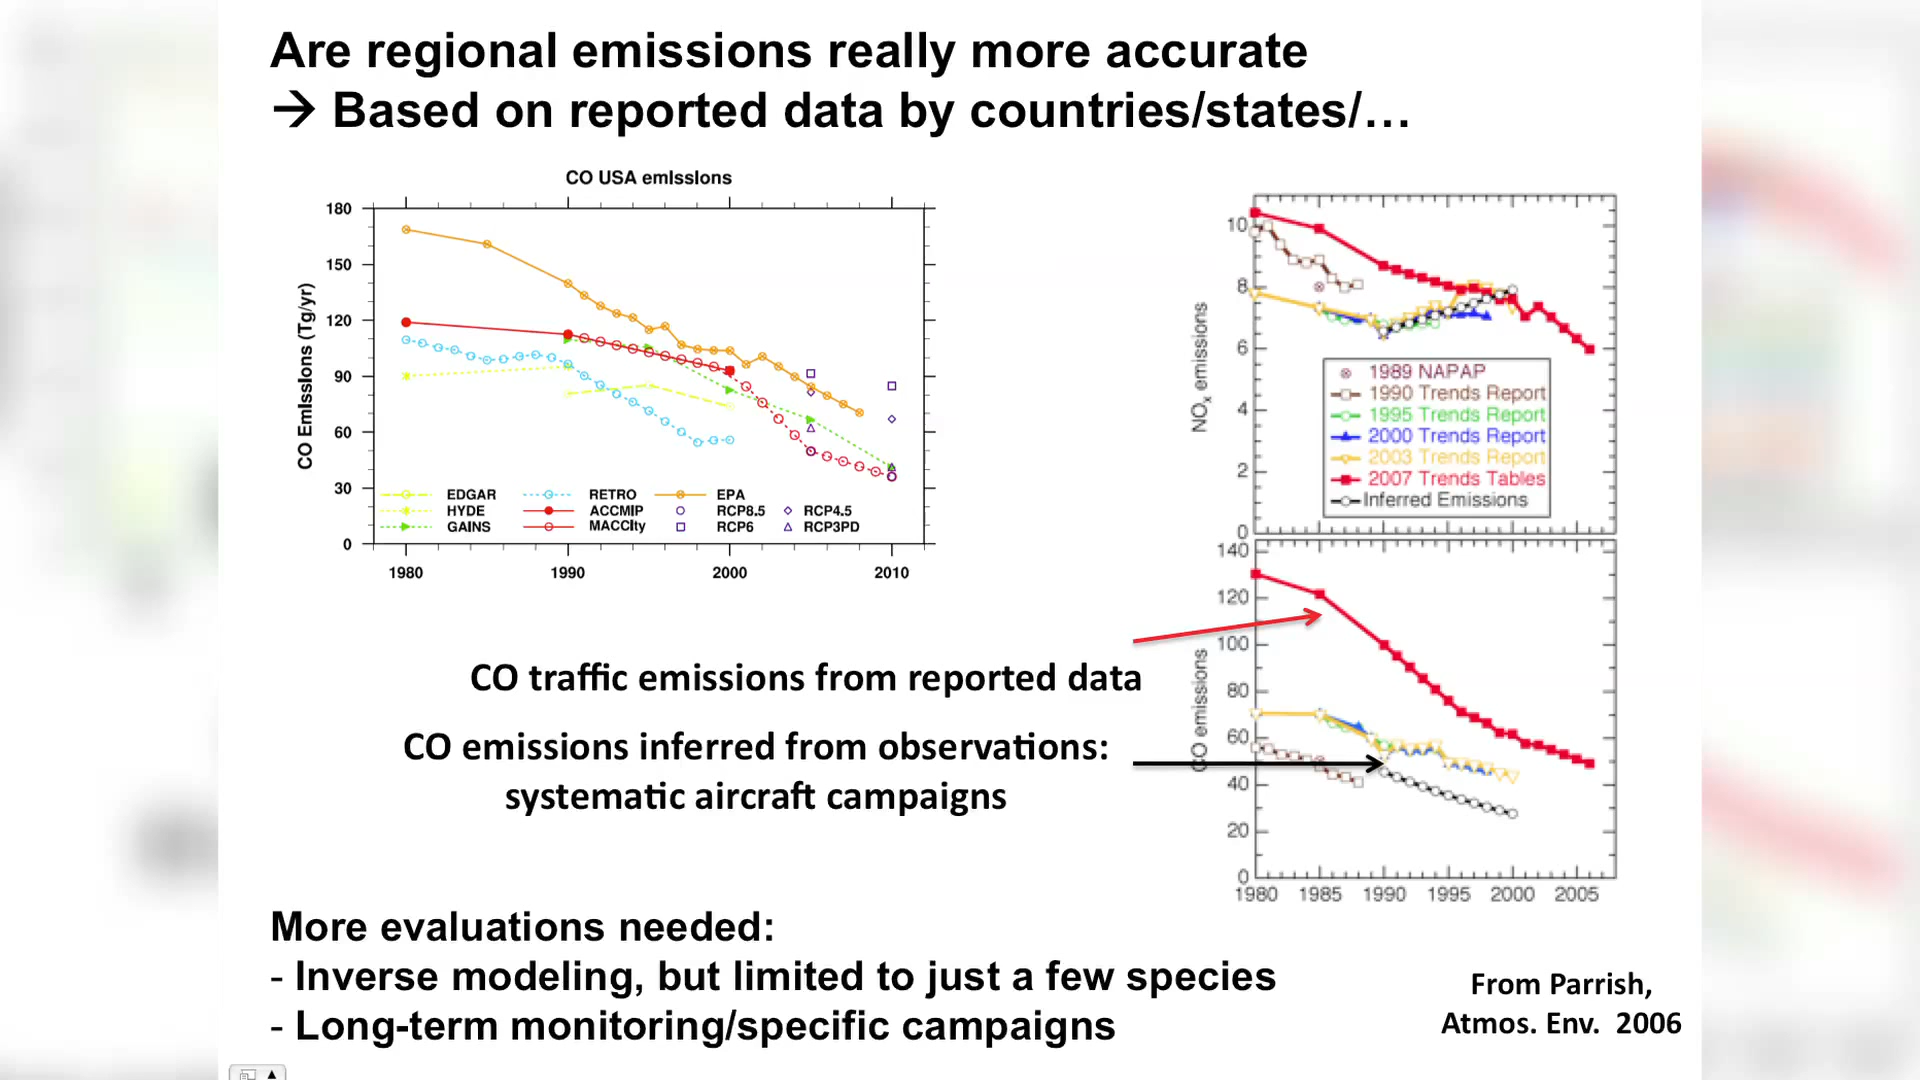 Are regional emissions really more accurate
→ Based on reported data by countries/states/…
CO USA emissions
180
150
120
90
60
30
0
CO Emissions (Tg/yr)
EDGAR
RETRO
EPA
HYDE
ACCMIP
RCP8.5
RCP4.5
GAINS
MACCity
RCP6
RCP3PD
1980
1990
2000
2010
10
8
6
4
2
0
NOx emissions
1989 NAPAP
1990 Trends Report
1995 Trends Report
2000 Trends Report
2003 Trends Report
2007 Trends Tables
Inferred Emissions
140
120
100
80
60
40
20
0
CO emissions
1980
1985
1990
1995
2000
2005
CO traffic emissions from reported data
CO emissions inferred from observations:
systematic aircraft campaigns
More evaluations needed:
- Inverse modeling, but limited to just a few species
- Long-term monitoring/specific campaigns
From Parrish,
Atmos. Env. 2006